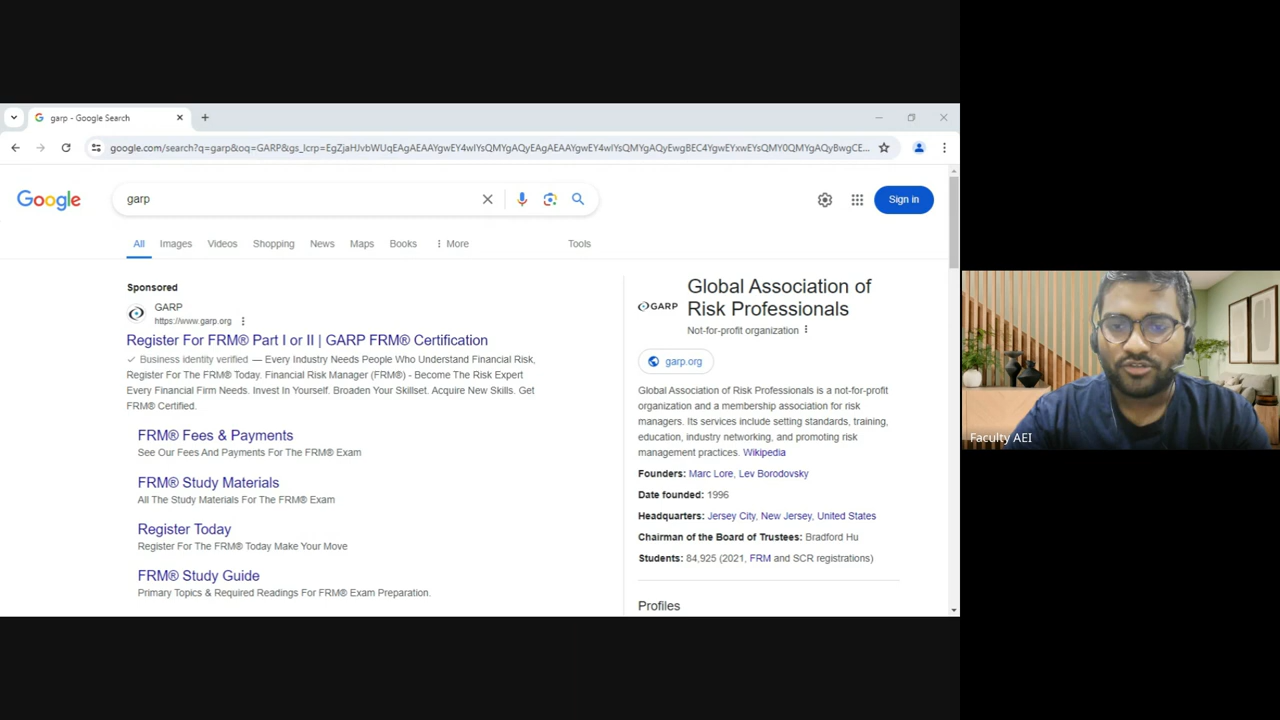 garp - Google Search
google.com/search?q=garp&oq=GARP&gs_lcrp=
Google
garp
Sign in
All Images Videos Shopping News Maps Books More Tools
Sponsored
GARP
https://www.garp.org
Register For FRM® Part I or II | GARP FRM® Certification
Business identity verified — Every Industry Needs People Who Understand Financial Risk,
Register For The FRM® Today. Financial Risk Manager (FRM®) - Become The Risk Expert
Every Financial Firm Needs. Invest In Yourself. Broaden Your Skillset. Acquire New Skills. Get
FRM® Certified.
FRM® Fees & Payments
See Our Fees And Payments For The FRM® Exam
FRM® Study Materials
All The Study Materials For The FRM® Exam
Register Today
Register For The FRM® Today Make Your Move
FRM® Study Guide
Primary Topics & Required Readings For FRM® Exam Preparation.
GARP
Global Association of
Risk Professionals
Not-for-profit organization
garp.org
Global Association of Risk Professionals is a not-for-profit
organization and a membership association for risk
managers. Its services include setting standards, training,
education, industry networking, and promoting risk
management practices. Wikipedia
Founders: Marc Lore, Lev Borodovsky
Date founded: 1996
Headquarters: Jersey City, New Jersey, United States
Chairman of the Board of Trustees: Bradford Hu
Students: 84,925 (2021, FRM and SCR registrations)
Profiles
Faculty AEI